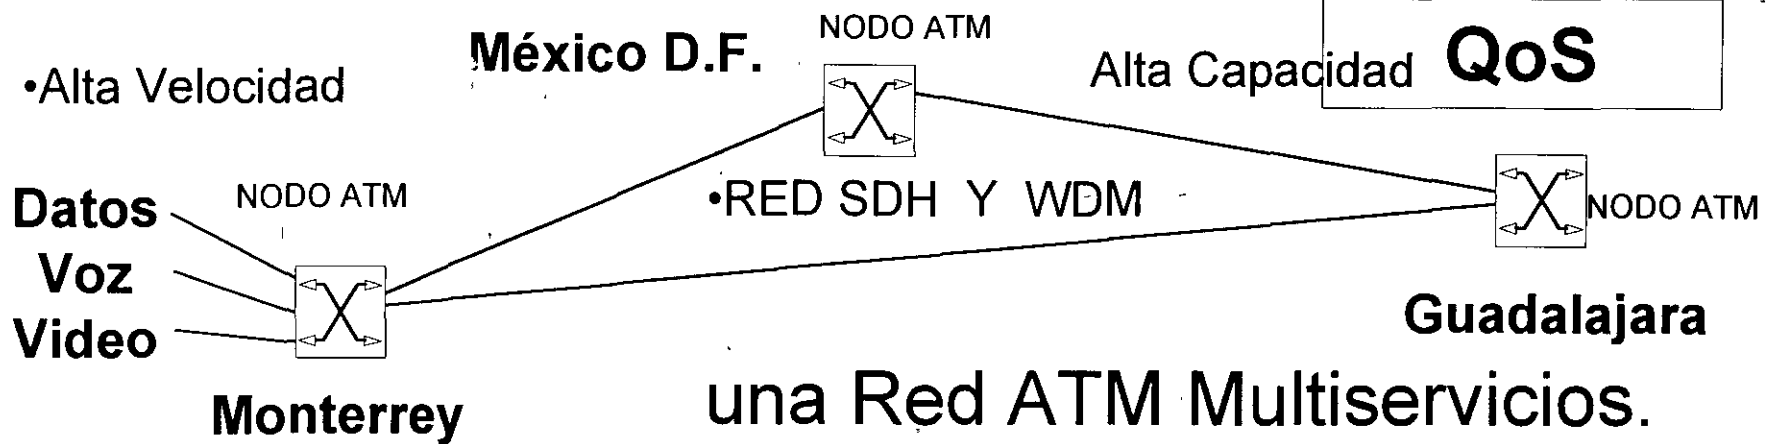 NODO ATM
México D.F.
QoS
Alta Capacidad
•Alta Velocidad
NODO ATM
•RED SDH Y WDM
NODO ATM
Datos
Voz
Video
Guadalajara
Monterrey
una Red ATM Multiservicios.